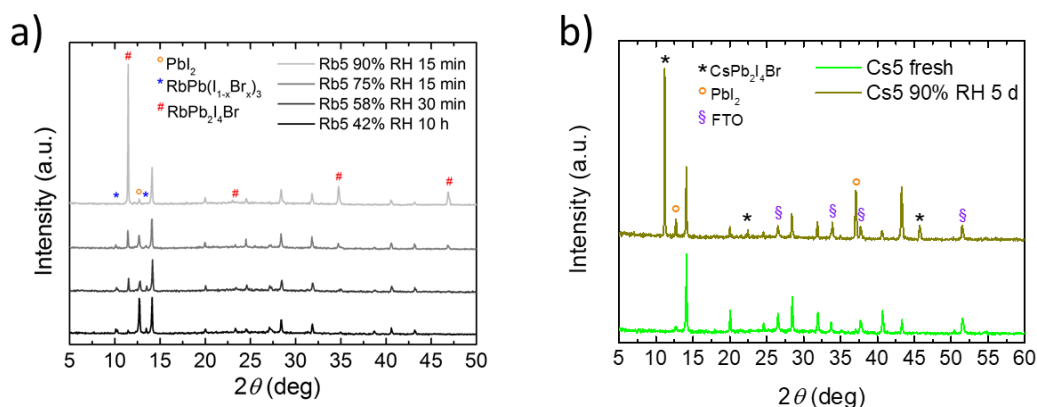 a)
° PbI₂
* RbPb(I₁₋ₓBrₓ)₃
# RbPb₂I₄Br
Rb5 90% RH 15 min
Rb5 75% RH 15 min
Rb5 58% RH 30 min
Rb5 42% RH 10 h
#
* ° * # # #
Intensity (a.u.)
5 10 15 20 25 30 35 40 45 50
2θ (deg)
b)
* CsPb₂I₄Br
° PbI₂
§ FTO
Cs5 fresh
Cs5 90% RH 5 d
*
° * § § ° § * §
Intensity (a.u.)
5 10 15 20 25 30 35 40 45 50 55 60
2θ (deg)